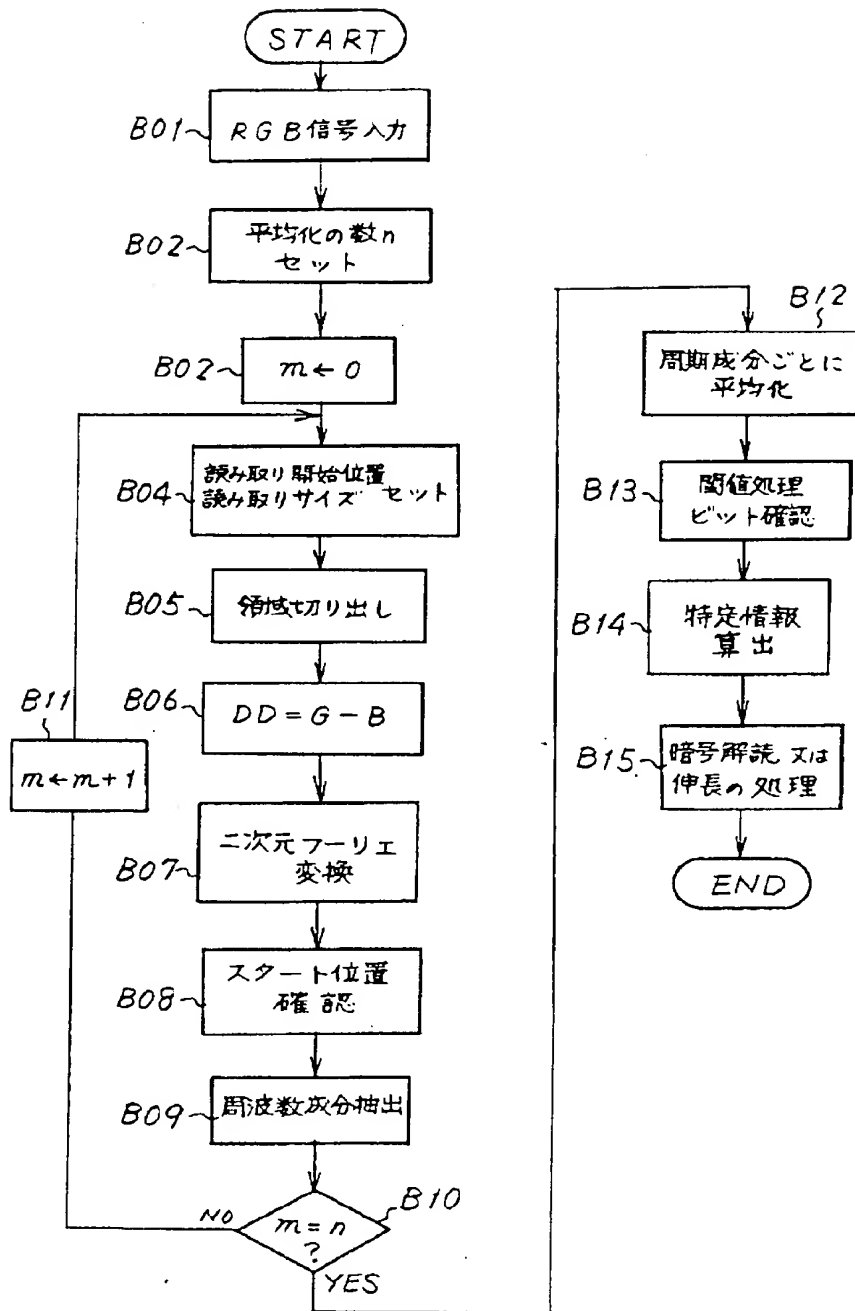 START
B01
RGB信号入力
B02
平均化の数n
セット
B02
m←0
B04
読み取り開始位置
読み取りサイズ セット
B05
領域切り出し
B06
DD=G-B
B07
二次元フーリエ
変換
B08
スタート位置
確認
B09
周波数成分抽出
B10
m=n
?
NO
YES
B11
m←m+1
B12
周期成分ごとに
平均化
B13
閾値処理
ビット確認
B14
特定情報
算出
B15
暗号解読 又は
伸長の処理
END